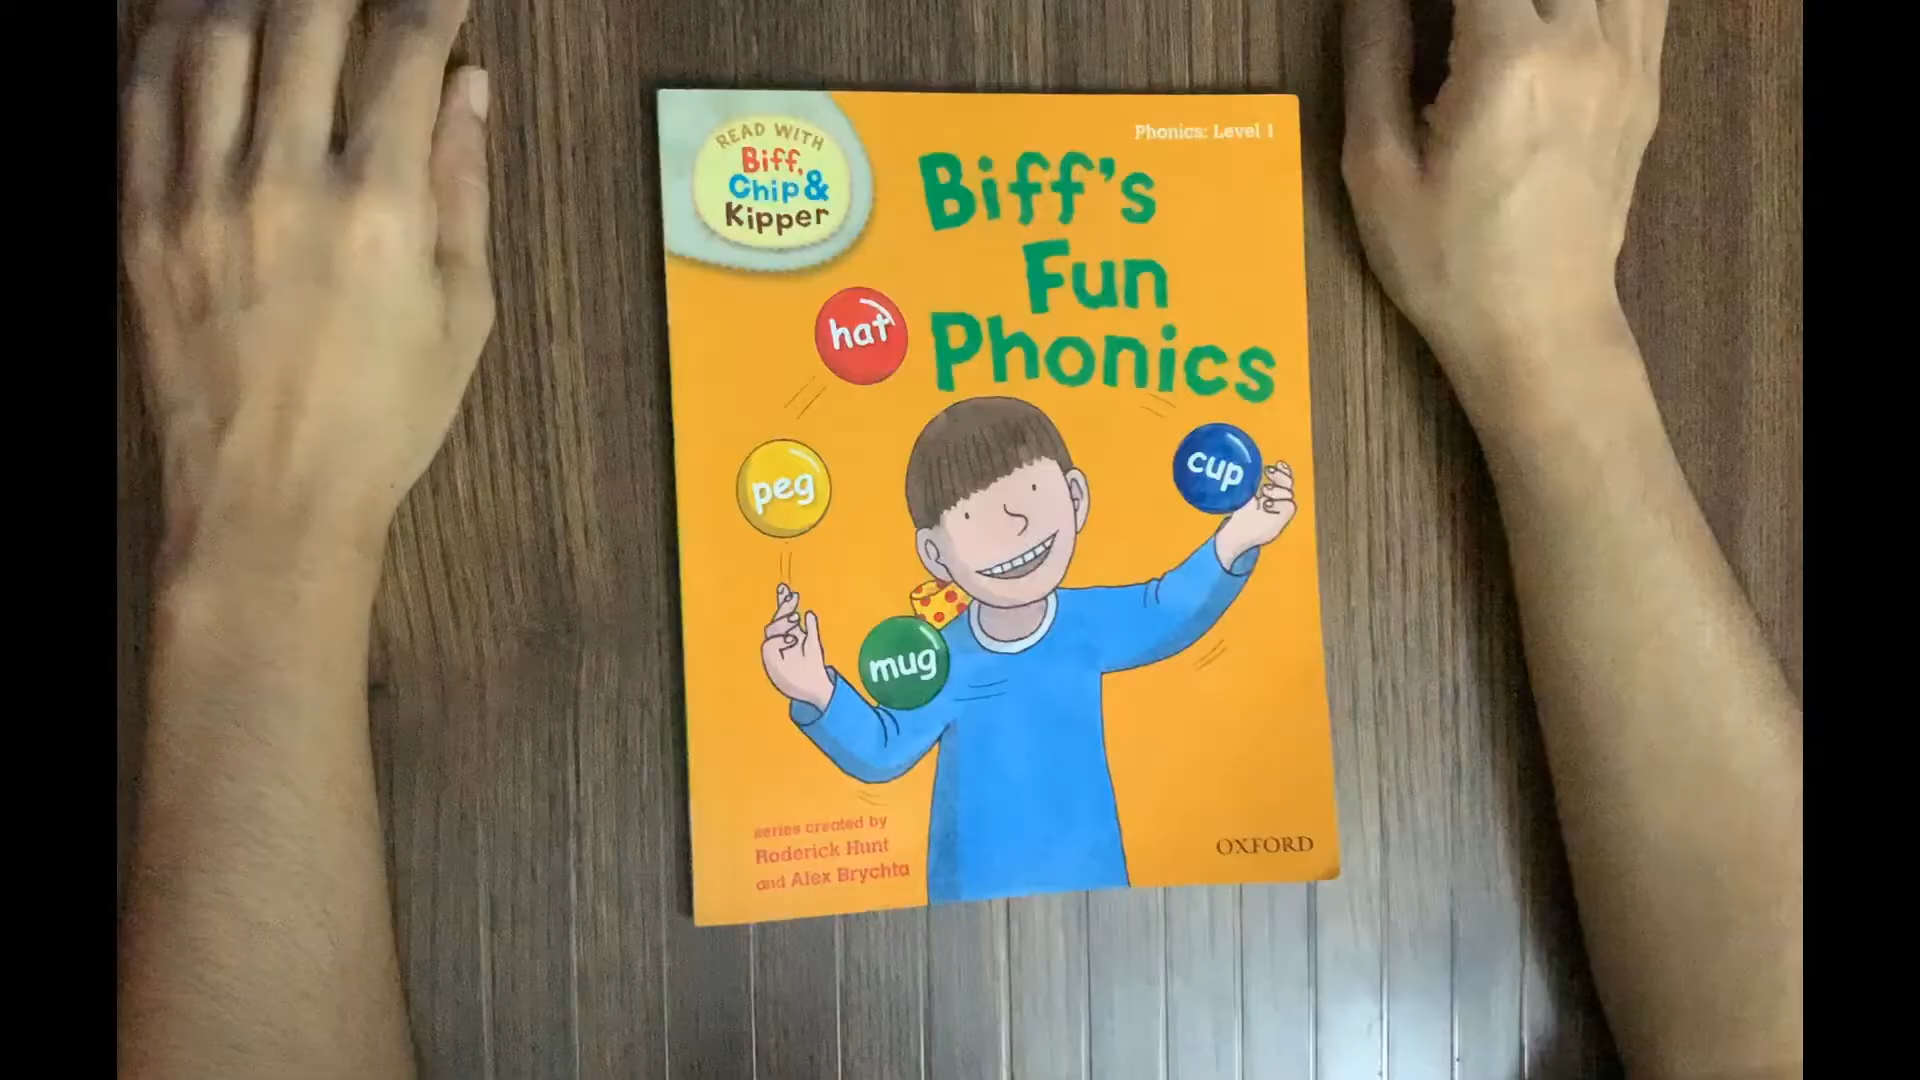 READ WITH
Biff,
Chip &
Kipper
Phonics: Level 1
Biff's
Fun
Phonics
hat
peg
cup
mug
series created by
Roderick Hunt
and Alex Brychta
OXFORD